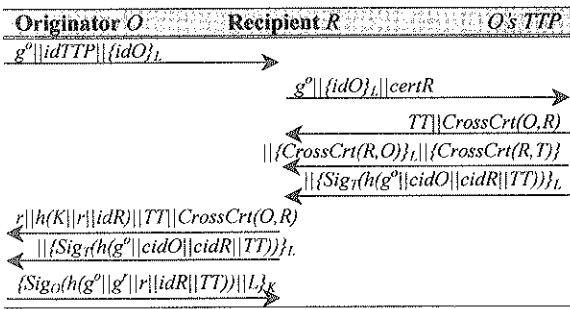 Originator O Recipient R O's TTP
g^o||idTTP||{idO}_L
g^o||{idO}_L||certR
TT||CrossCrt(O,R)
||{CrossCrt(R,O)}_L||{CrossCrt(R,T)}
||{Sig_T(h(g^o||cidO||cidR||TT))}_L
r||h(K||r||idR)||TT||CrossCrt(O,R)
||{Sig_T(h(g^o||cidO||cidR||TT))}_L
{Sig_O(h(g^o||g^r||r||idR||TT))||L}_K